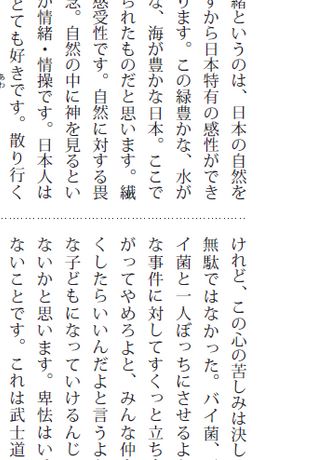 緒というのは、日本の自然を
すから日本特有の感性ができ
ります。この緑豊かな、水が
な、海が豊かな日本。ここで
られたものだと思います。繊
感受性です。自然に対する畏
念。自然の中に神を見るとい
が情緒・情操です。日本人は
とても好きです。散り行く
あわ
けれど、この心の苦しみは決し
無駄ではなかった。バイ菌、
イ菌と一人ぼっちにさせるよ
な事件に対してすくっと立ち
がってやめろよと、みんな仲
くしたらいいんだよと言うよ
な子どもになっていけるんじ
ないかと思います。卑怯はい
ないことです。これは武士道